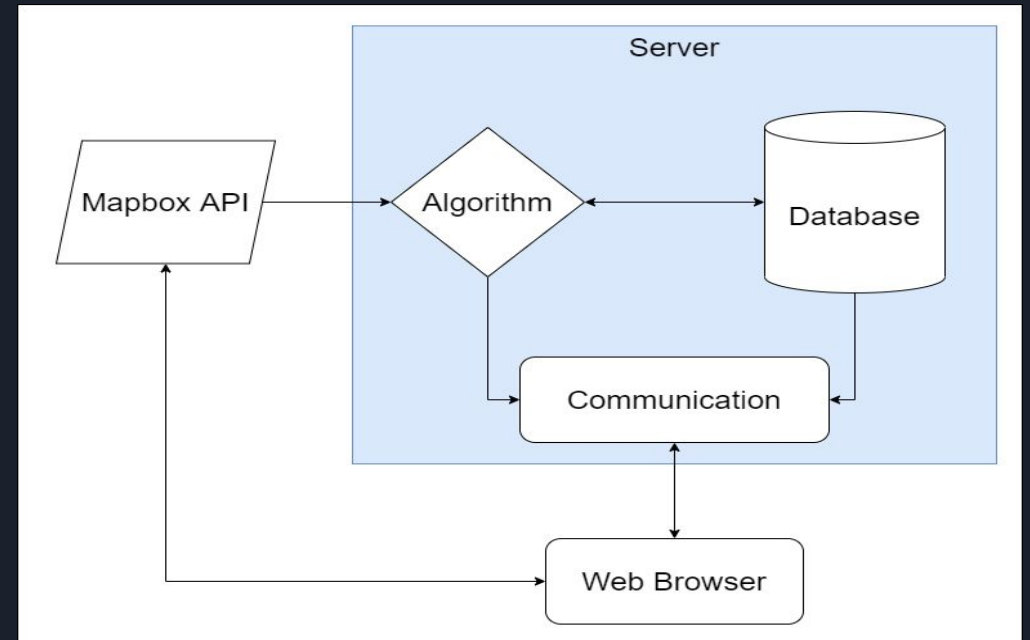 Server
Mapbox API
Algorithm
Database
Communication
Web Browser